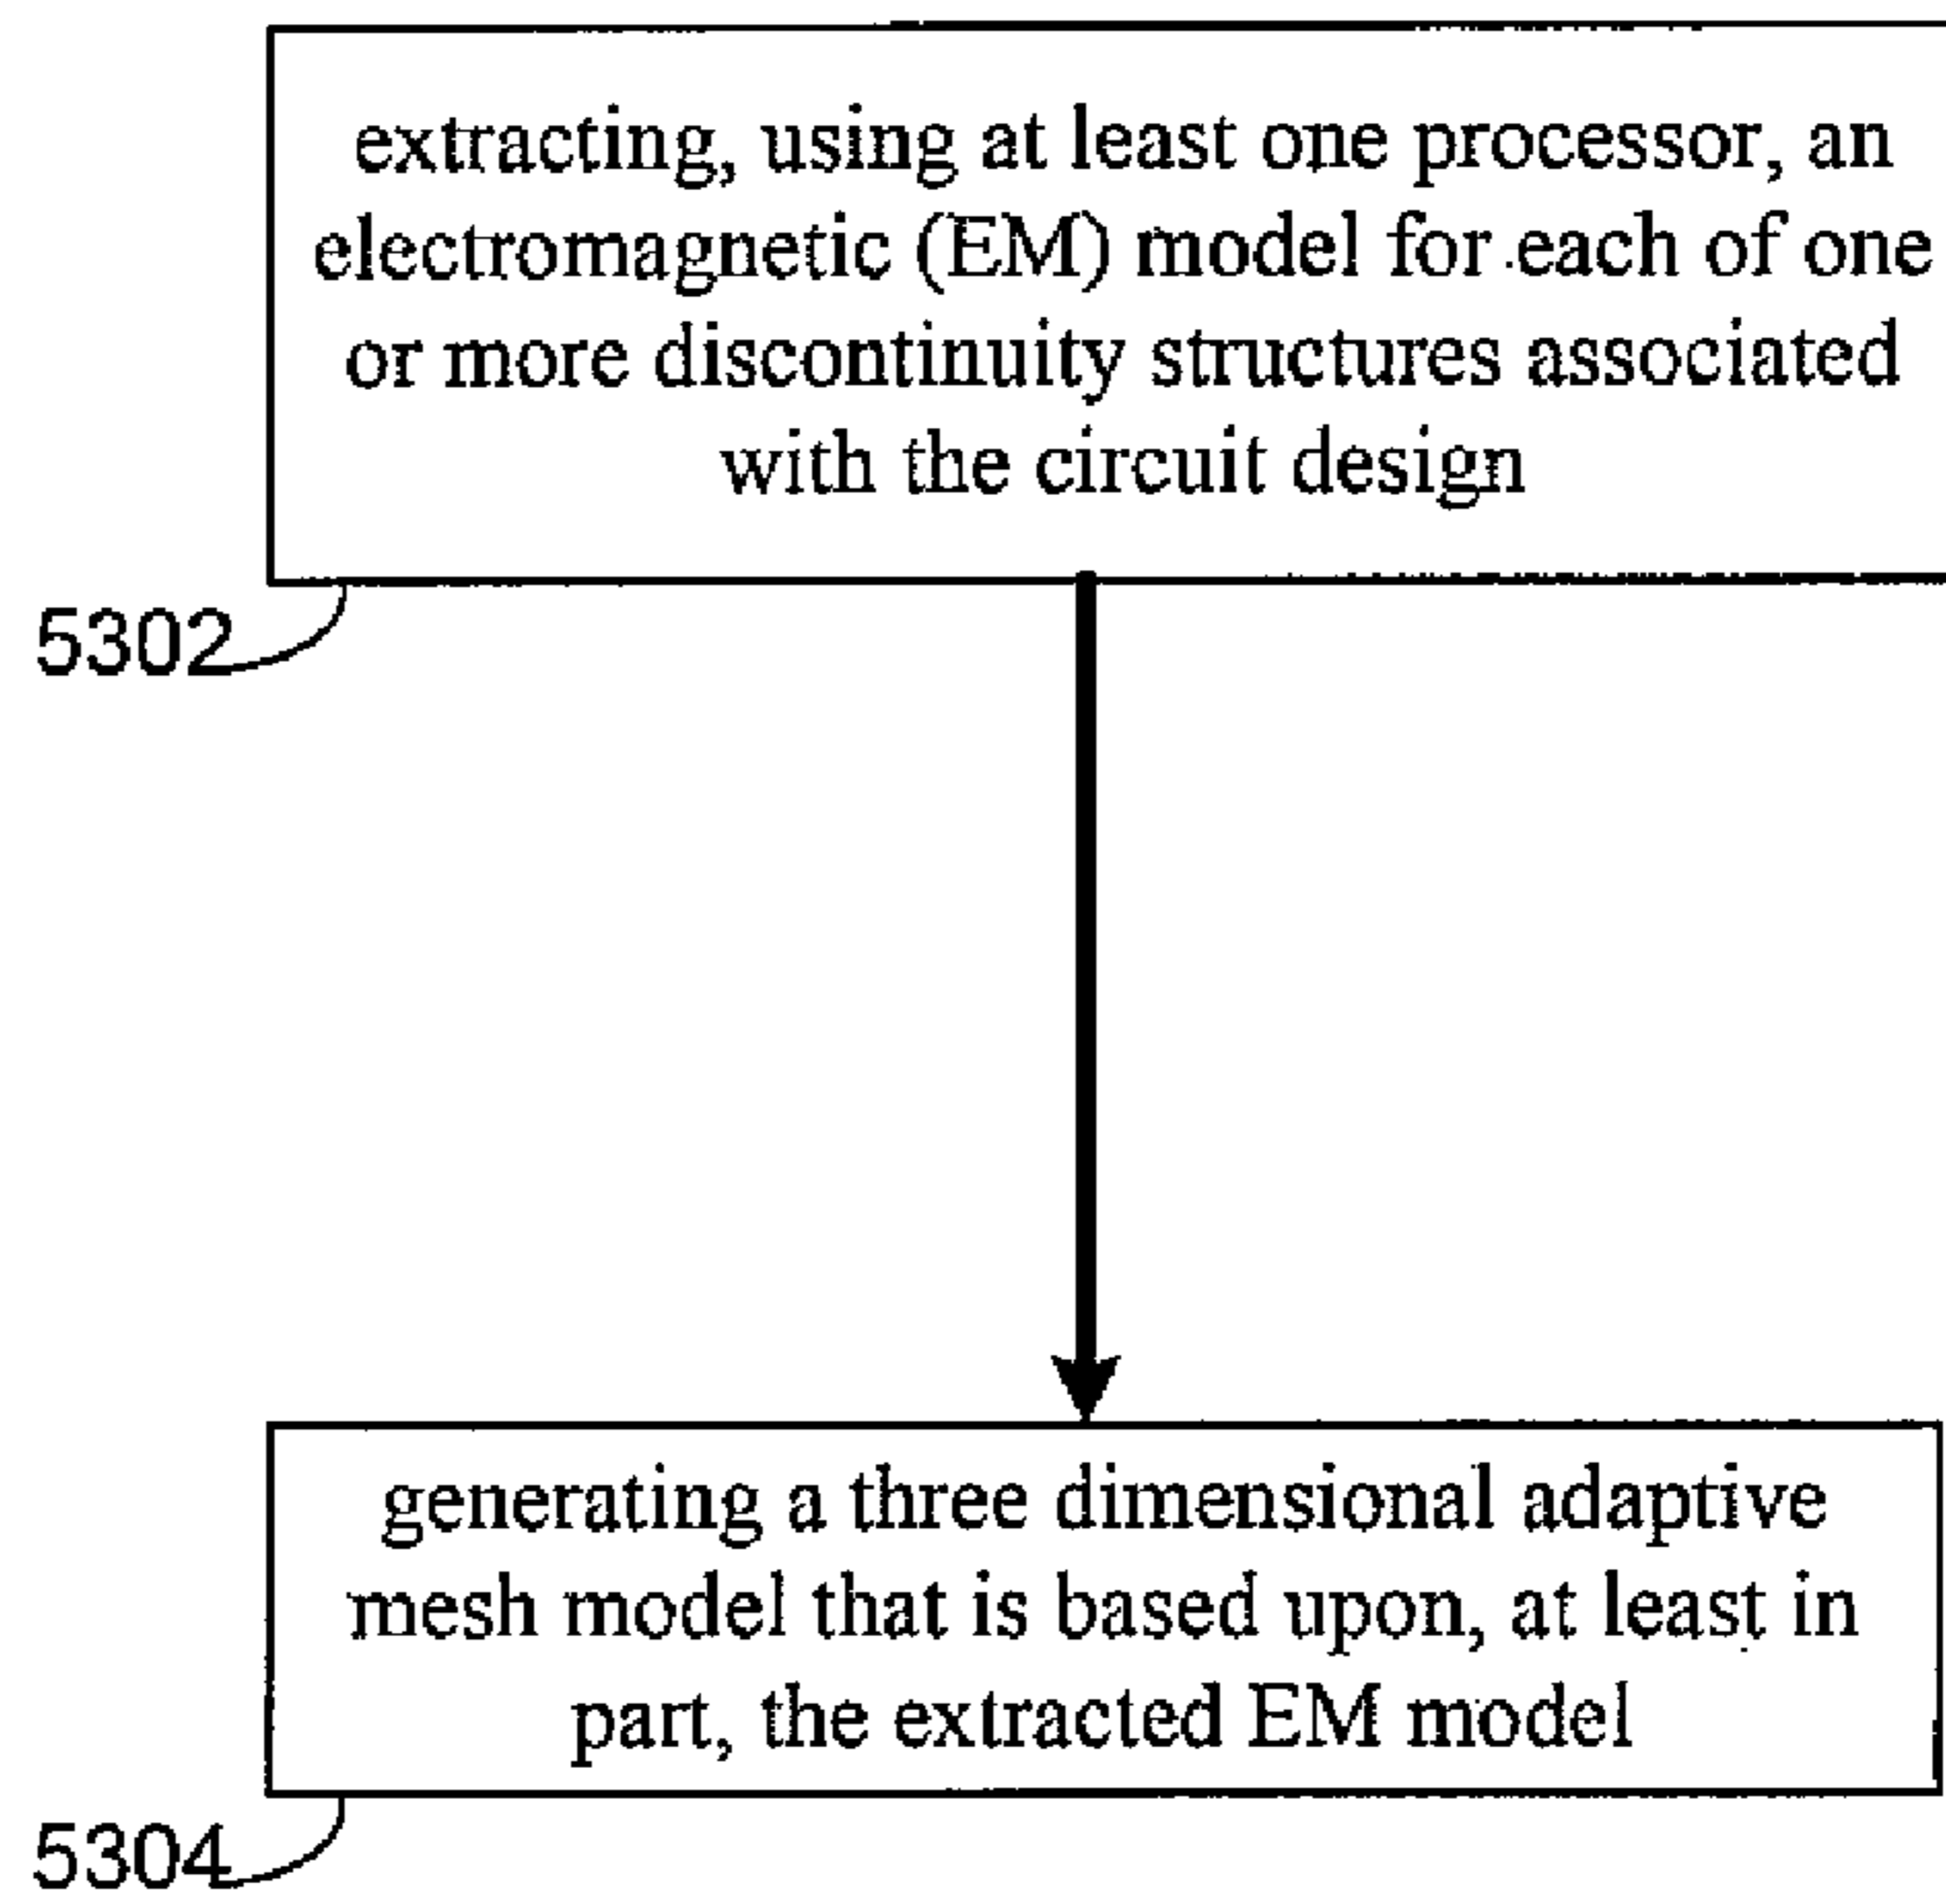 extracting, using at least one processor, an
electromagnetic (EM) model for each of one
or more discontinuity structures associated
with the circuit design
5302
generating a three dimensional adaptive
mesh model that is based upon, at least in
part, the extracted EM model
5304